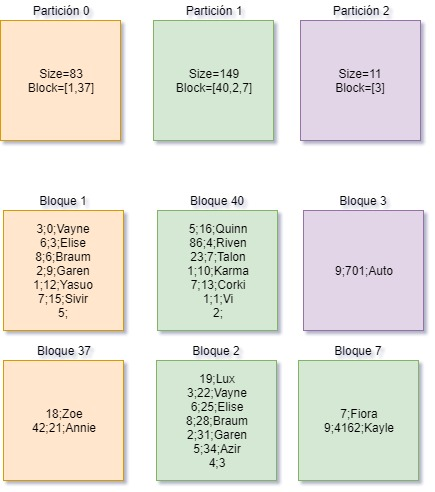 Partición 0
Partición 1
Partición 2
Size=83
Block=[1,37]
Size=149
Block=[40,2,7]
Size=11
Block=[3]
Bloque 1
Bloque 40
Bloque 3
3;0;Vayne
6;3;Elise
8;6;Braum
2;9;Garen
1;12;Yasuo
7;15;Sivir
5;
5;16;Quinn
86;4;Riven
23;7;Talon
1;10;Karma
7;13;Corki
1;1;Vi
2;
9;701;Auto
Bloque 37
Bloque 2
Bloque 7
18;Zoe
42;21;Annie
19;Lux
3;22;Vayne
6;25;Elise
8;28;Braum
2;31;Garen
5;34;Azir
4;3
7;Fiora
9;4162;Kayle